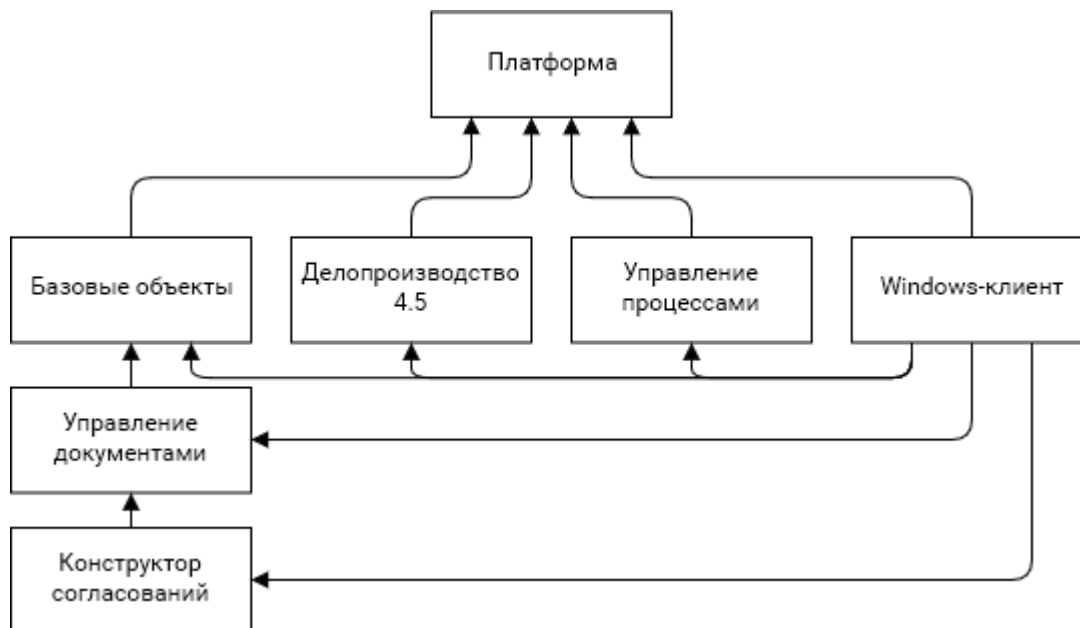 Платформа
Базовые объекты
Делопроизводство
4.5
Управление
процессами
Windows-клиент
Управление
документами
Конструктор
согласований